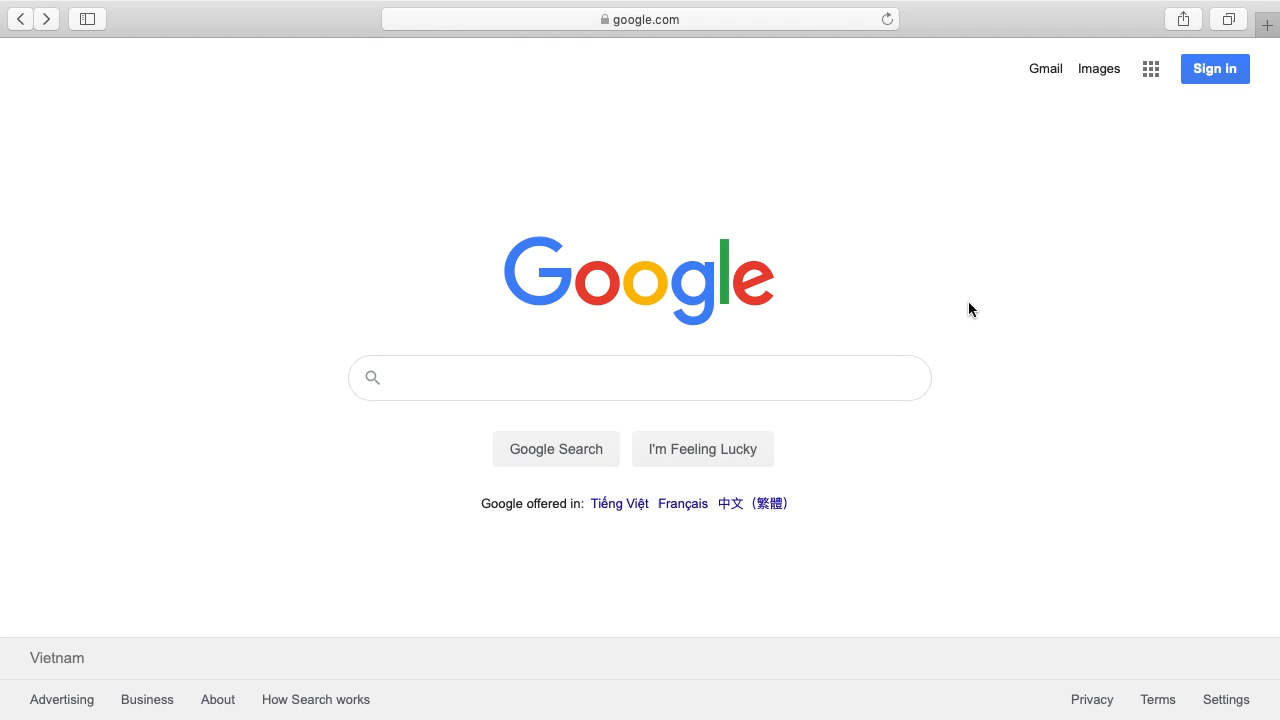 google.com
Gmail Images Sign in
Google
Google Search I'm Feeling Lucky
Google offered in: Tiếng Việt Français 中文（繁體）
Vietnam
Advertising Business About How Search works Privacy Terms Settings